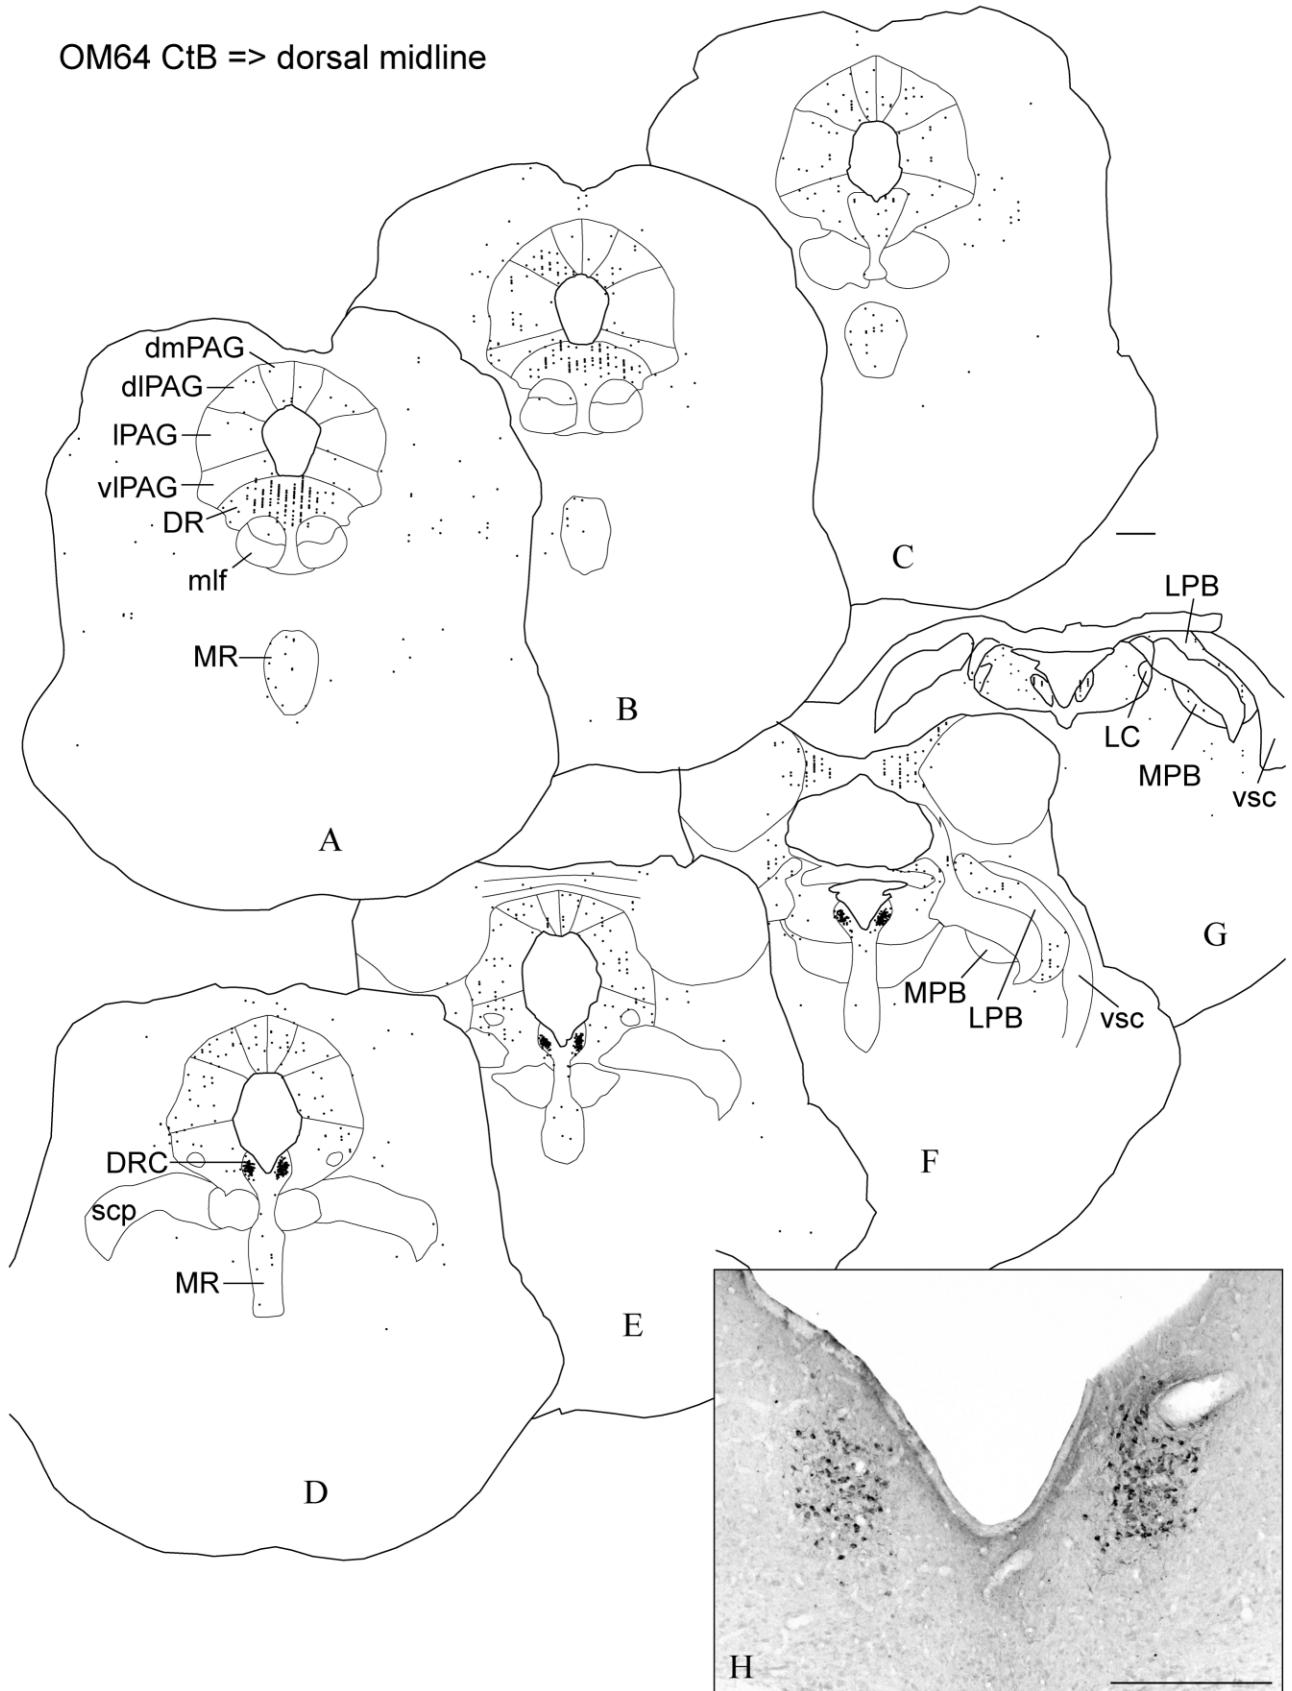 OM64 CtB => dorsal midline
dmPAG
dlPAG
lPAG
vlPAG
DR
mlf
MR
A
B
C
LPB
LC
MPB
vsc
G
MPB
LPB
vsc
F
DRC
scp
MR
E
D
H